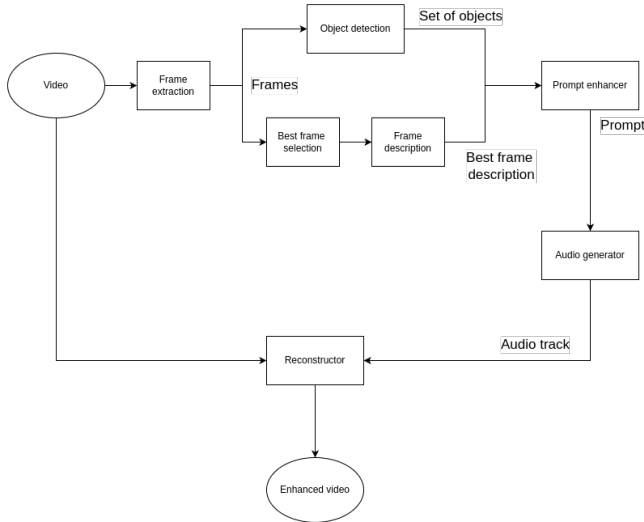 Object detection
Set of objects
Video
Frame
extraction
Frames
Prompt enhancer
Best frame
selection
Frame
description
Best frame
description
Prompt
Audio generator
Audio track
Reconstructor
Enhanced video